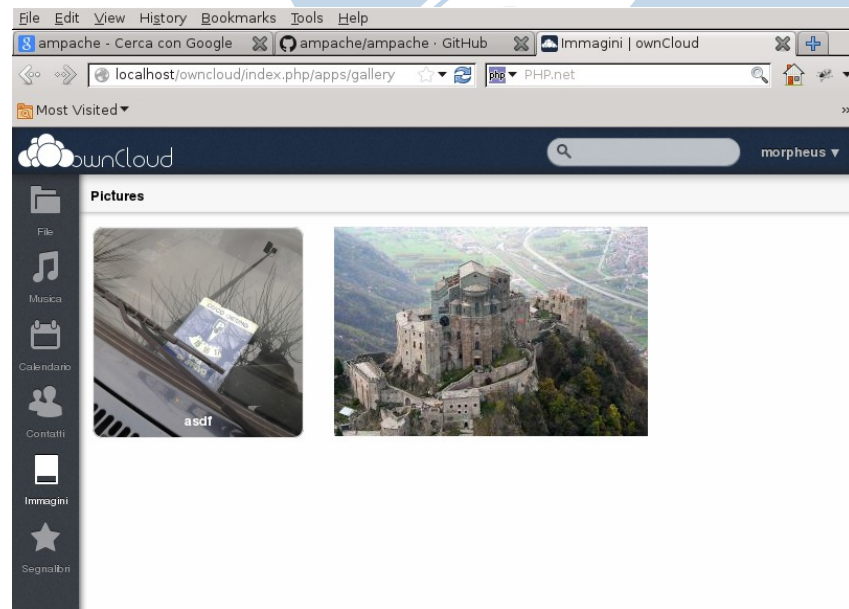 File Edit View History Bookmarks Tools Help
ampache - Cerca con Google
ampache/ampache · GitHub
Immagini | ownCloud
localhost/owncloud/index.php/apps/gallery
php PHP.net
Most Visited
ownCloud
morpheus
Pictures
File
Musica
Calendario
Contatti
Immagini
Segnalibri
asdf